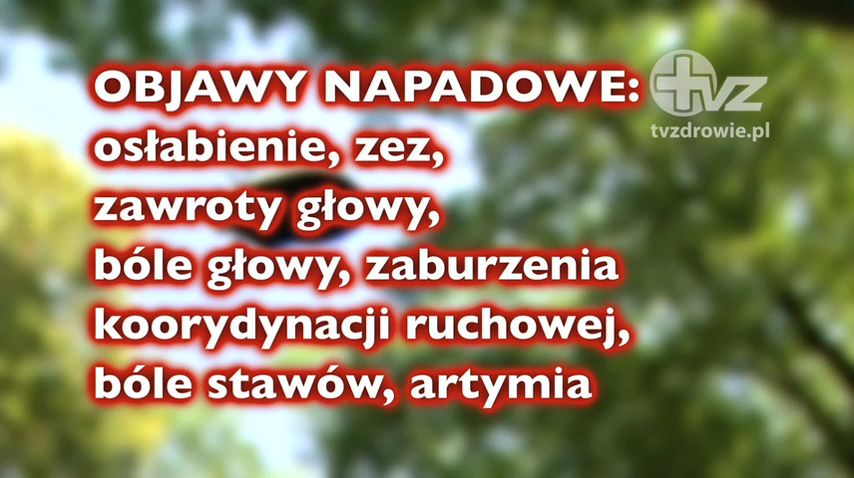 OBJAWY NAPADOWE:
tvz
tvzdrowie.pl
osłabienie, zez,
zawroty głowy,
bóle głowy, zaburzenia
koorydynacji ruchowej,
bóle stawów, artymia